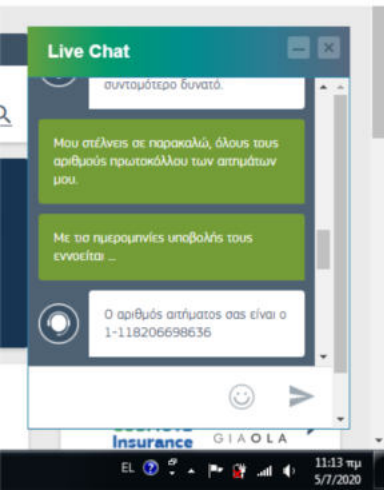 Live Chat
συντομότερο δυνατό.
Μου στέλνεις σε παρακαλώ, όλους τους
αριθμούς πρωτοκόλλου των αιτημάτων
μου.
Με τισ ημερομηνίες υποβολής τους
εννοείται ...
Ο αριθμός αιτήματος σας είναι ο
1-118206698636
Insurance GIAOLA
EL
11:13 πμ
5/7/2020